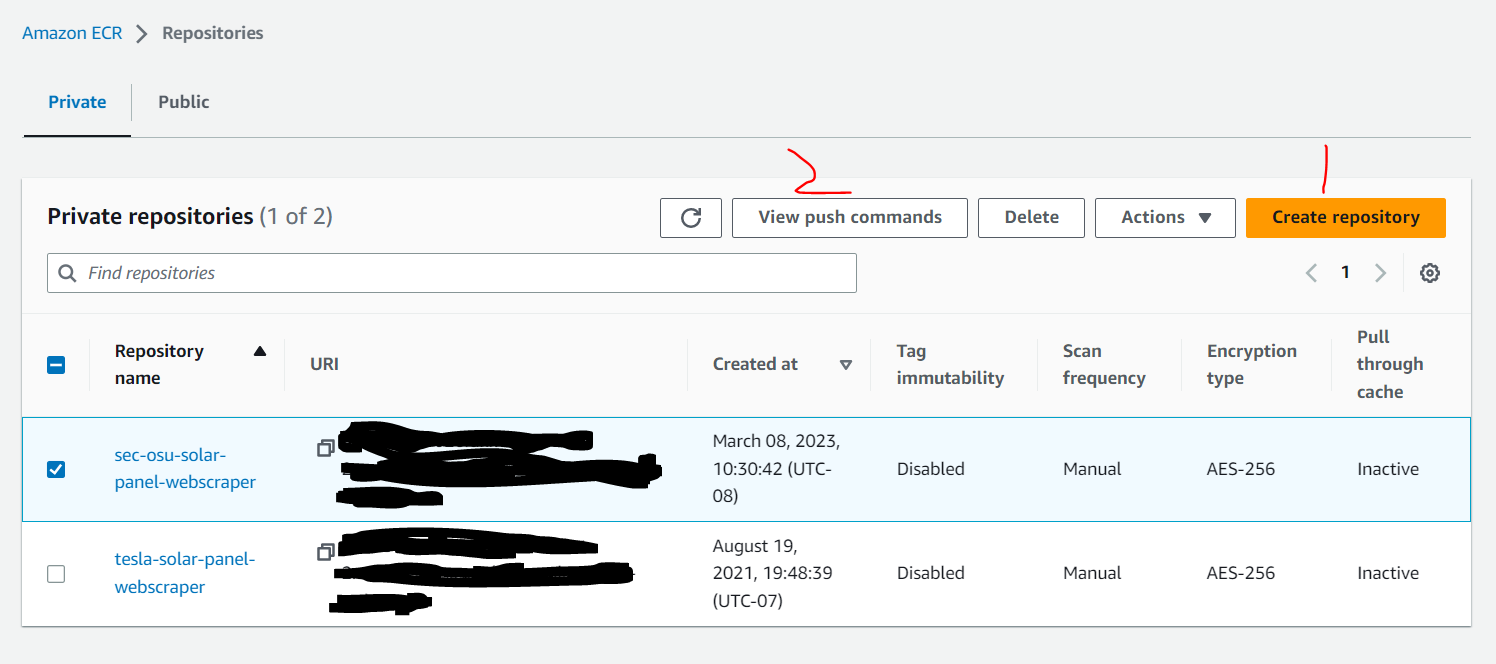 Amazon ECR > Repositories
Private Public
2 1
Private repositories (1 of 2) View push commands Delete Actions ▼ Create repository
Find repositories 1
Repository name URI Created at Tag immutability Scan frequency Encryption type Pull through cache
sec-osu-solar-
panel-webscraper
March 08, 2023,
10:30:42 (UTC-
08)
Disabled Manual AES-256 Inactive
tesla-solar-panel-
webscraper
August 19,
2021, 19:48:39
(UTC-07)
Disabled Manual AES-256 Inactive